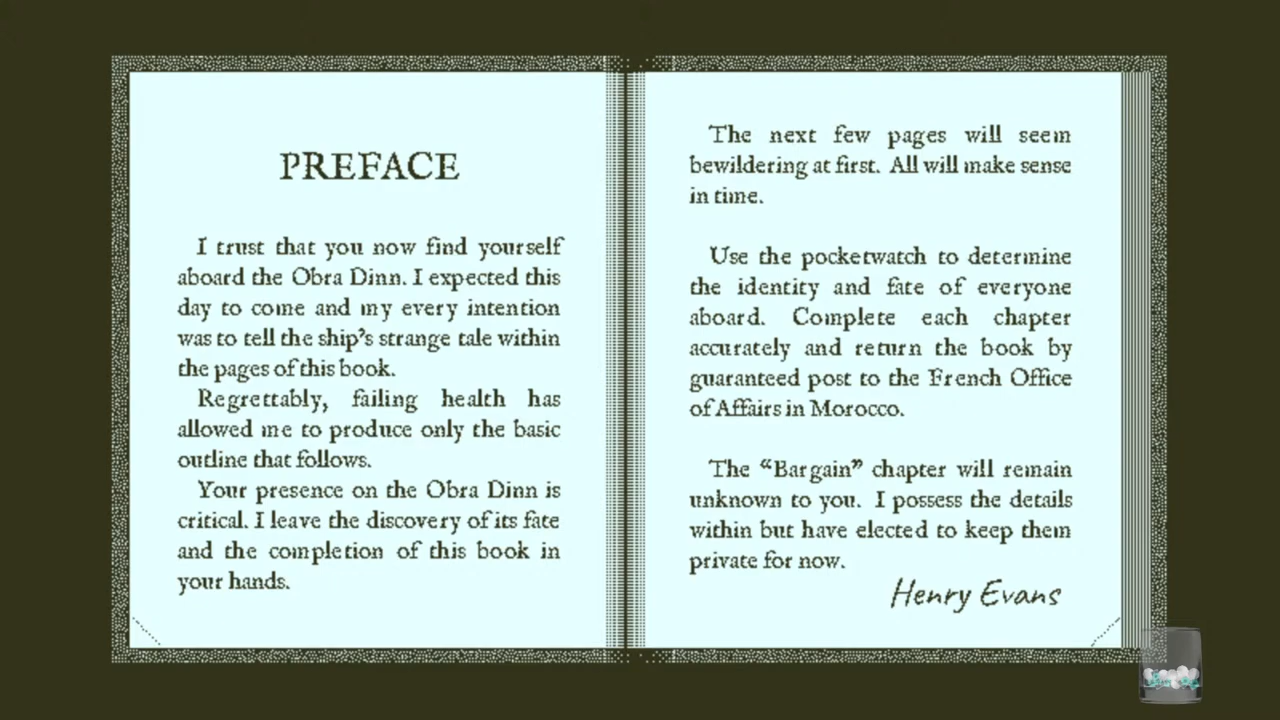 PREFACE
I trust that you now find yourself
aboard the Obra Dinn. I expected this
day to come and my every intention
was to tell the ship's strange tale within
the pages of this book.
Regrettably, failing health has
allowed me to produce only the basic
outline that follows.
Your presence on the Obra Dinn is
critical. I leave the discovery of its fate
and the completion of this book in
your hands.
The next few pages will seem
bewildering at first. All will make sense
in time.
Use the pocketwatch to determine
the identity and fate of everyone
aboard. Complete each chapter
accurately and return the book by
guaranteed post to the French Office
of Affairs in Morocco.
The “Bargain” chapter will remain
unknown to you. I possess the details
within but have elected to keep them
private for now.
Henry Evans